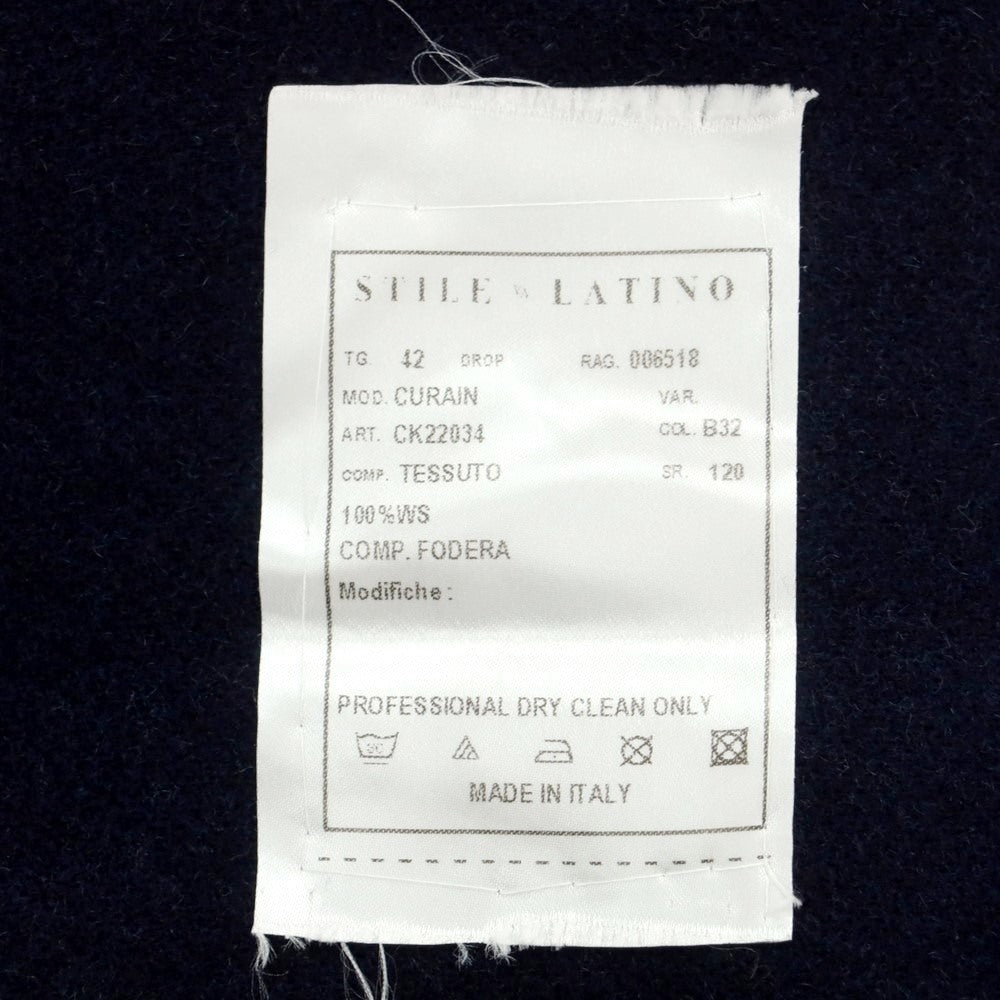 STILE LATINO
TG. 42 DROP RAG. 006518
MOD. CURAIN VAR.
ART. CK22034 COL. B32
COMP. TESSUTO SR. 120
100%WS
COMP. FODERA
Modifiche :
PROFESSIONAL DRY CLEAN ONLY
MADE IN ITALY